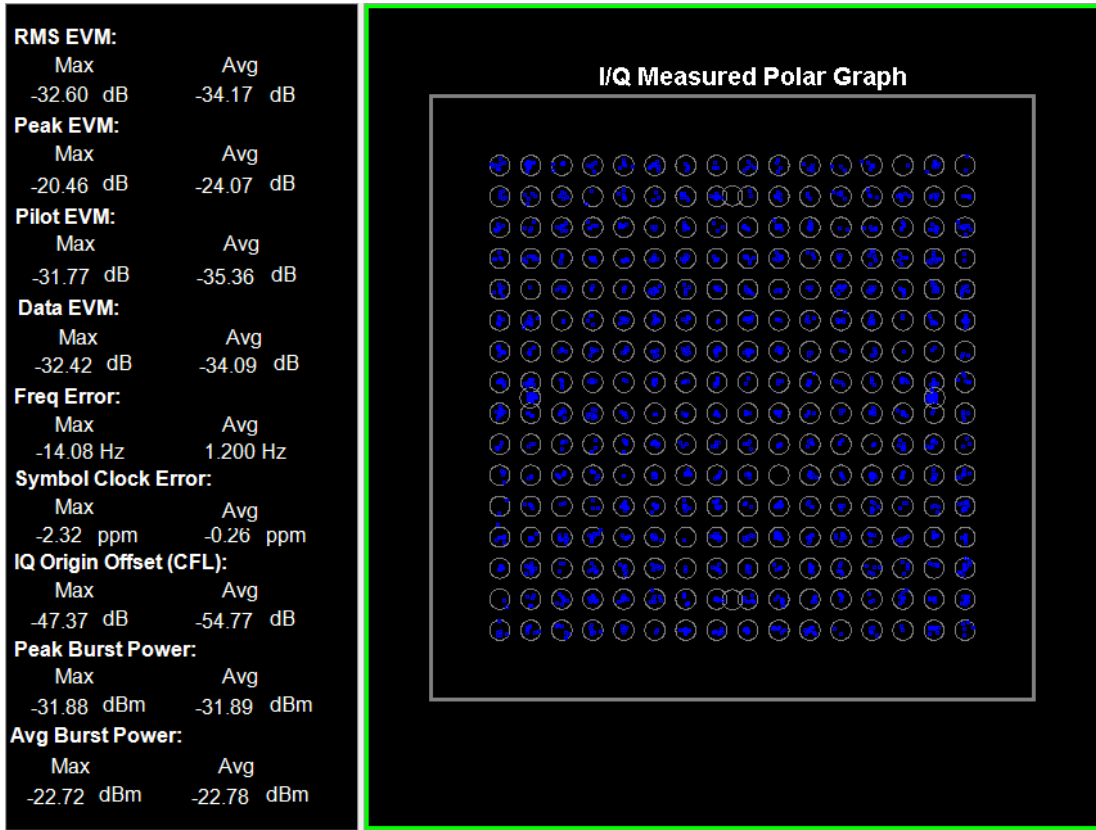 RMS EVM:
Max Avg
-32.60 dB -34.17 dB
Peak EVM:
Max Avg
-20.46 dB -24.07 dB
Pilot EVM:
Max Avg
-31.77 dB -35.36 dB
Data EVM:
Max Avg
-32.42 dB -34.09 dB
Freq Error:
Max Avg
-14.08 Hz 1.200 Hz
Symbol Clock Error:
Max Avg
-2.32 ppm -0.26 ppm
IQ Origin Offset (CFL):
Max Avg
-47.37 dB -54.77 dB
Peak Burst Power:
Max Avg
-31.88 dBm -31.89 dBm
Avg Burst Power:
Max Avg
-22.72 dBm -22.78 dBm
I/Q Measured Polar Graph